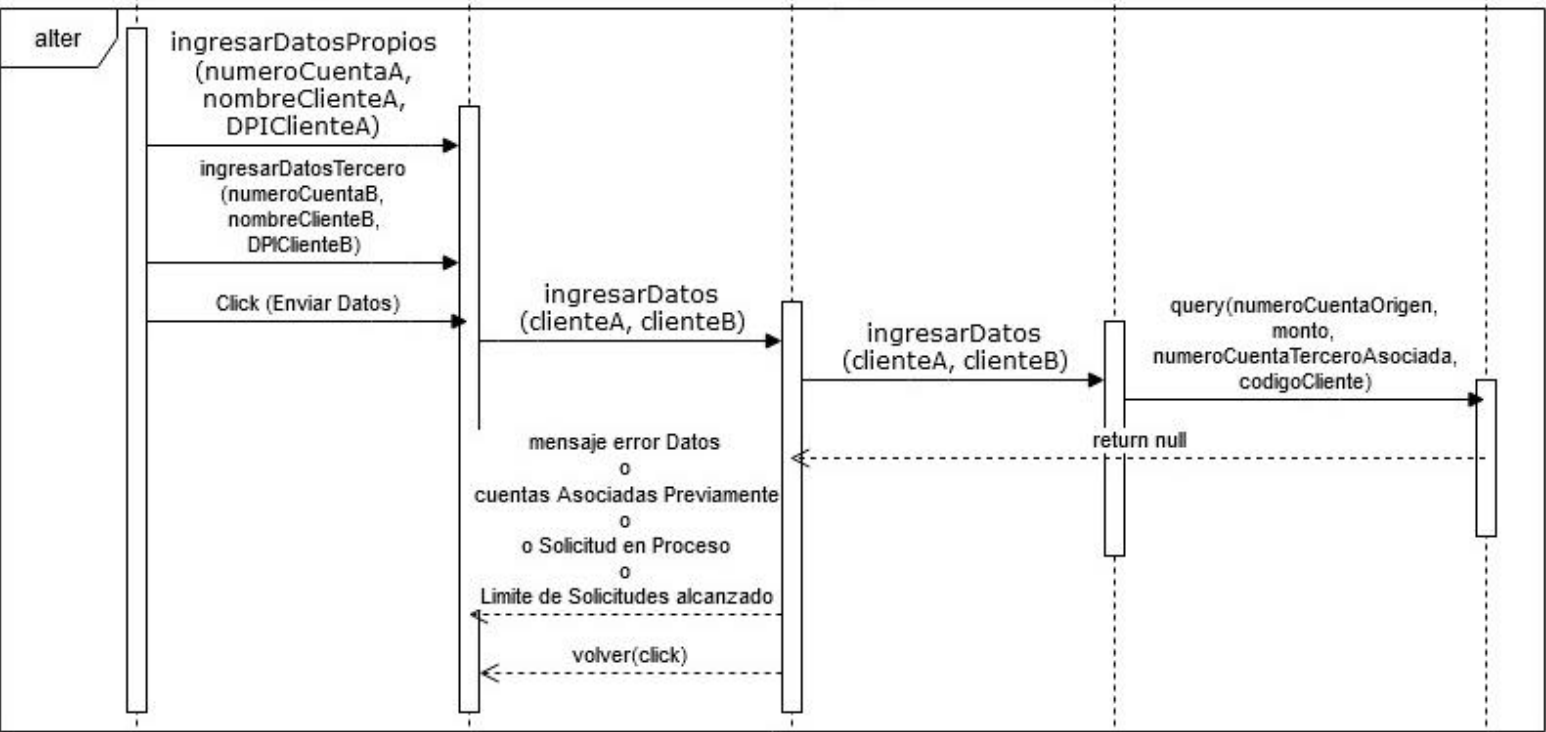 alter
ingresarDatosPropios
(numeroCuentaA,
nombreClienteA,
DPIClienteA)
ingresarDatosTercero
(numeroCuentaB,
nombreClienteB,
DPIClienteB)
Click (Enviar Datos)
ingresarDatos
(clienteA, clienteB)
ingresarDatos
(clienteA, clienteB)
query(numeroCuentaOrigen,
monto,
numeroCuentaTerceroAsociada,
codigoCliente)
return null
mensaje error Datos
o
cuentas Asociadas Previamente
o
o Solicitud en Proceso
o
Limite de Solicitudes alcanzado
volver(click)